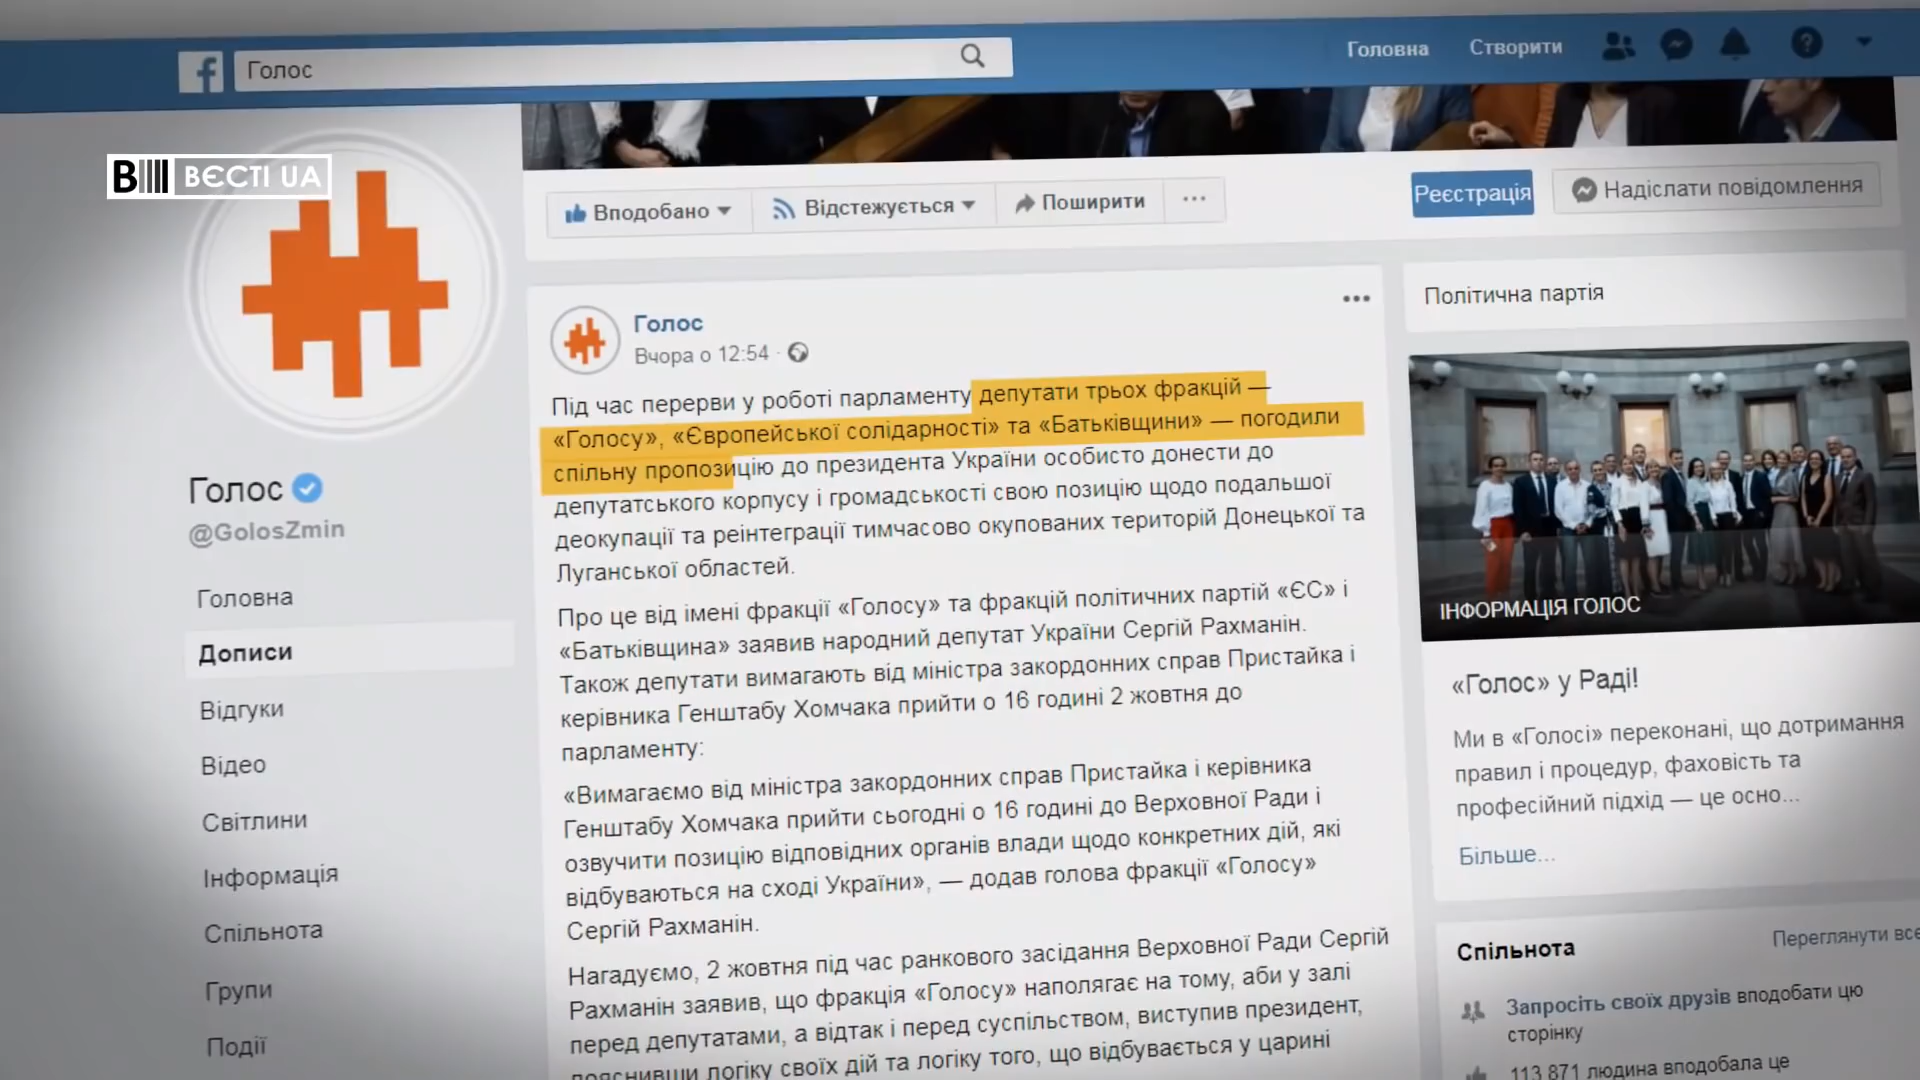 Голос
Головна
Створити
В ВЄСТІ UA
Вподобано
Відстежується
Поширити
Реєстрація
Надіслати повідомлення
Голос
@GolosZmin
Головна
Дописи
Відгуки
Відео
Світлини
Інформація
Спільнота
Групи
Події
Голос
Вчора о 12:54
Під час перерви у роботі парламенту депутати трьох фракцій —
«Голосу», «Європейської солідарності» та «Батьківщини» — погодили
спільну пропозицію до президента України особисто донести до
депутатського корпусу і громадськості свою позицію щодо подальшої
деокупації та реінтеграції тимчасово окупованих територій Донецької та
Луганської областей.
Про це від імені фракції «Голосу» та фракцій політичних партій «ЄС» і
«Батьківщина» заявив народний депутат України Сергій Рахманін.
Також депутати вимагають від міністра закордонних справ Пристайка і
керівника Генштабу Хомчака прийти о 16 годині 2 жовтня до
парламенту:
«Вимагаємо від міністра закордонних справ Пристайка і керівника
Генштабу Хомчака прийти сьогодні о 16 годині до Верховної Ради і
озвучити позицію відповідних органів влади щодо конкретних дій, які
відбуваються на сході України», — додав голова фракції «Голосу»
Сергій Рахманін.
Нагадуємо, 2 жовтня під час ранкового засідання Верховної Ради Сергій
Рахманін заявив, що фракція «Голосу» наполягає на тому, аби у залі
перед депутатами, а відтак і перед суспільством, виступив президент,
пояснивши логіку своїх дій та логіку того, що відбувається у царині
Політична партія
ІНФОРМАЦІЯ ГОЛОС
«Голос» у Раді!
Ми в «Голосі» переконані, що дотримання
правил і процедур, фаховість та
професійний підхід — це осно...
Більше...
Спільнота
Переглянути все
Запросіть своїх друзів вподобати цю
сторінку
113 871 людина вподобала це